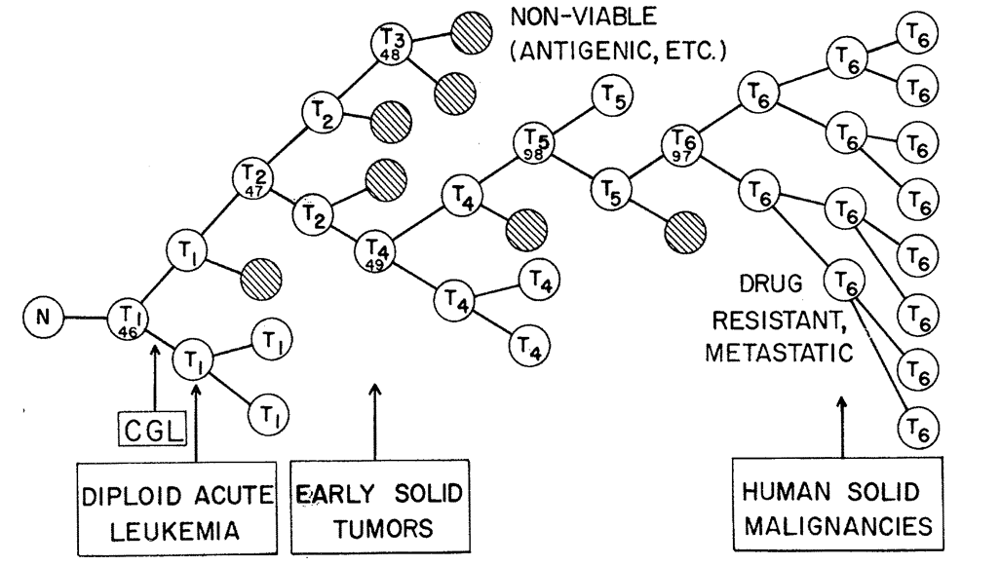 NON-VIABLE
(ANTIGENIC, ETC.)
T3
48
T2
T2
47
T2
T1
N
T1
46
T1
T1
T1
T4
49
T4
T4
T4
T4
T5
98
T5
T5
T6
97
T6
T6
T6
T6
T6
T6
T6
T6
T6
T6
T6
T6
T6
T6
DRUG
RESISTANT,
METASTATIC
CGL
DIPLOID ACUTE
LEUKEMIA
EARLY SOLID
TUMORS
HUMAN SOLID
MALIGNANCIES